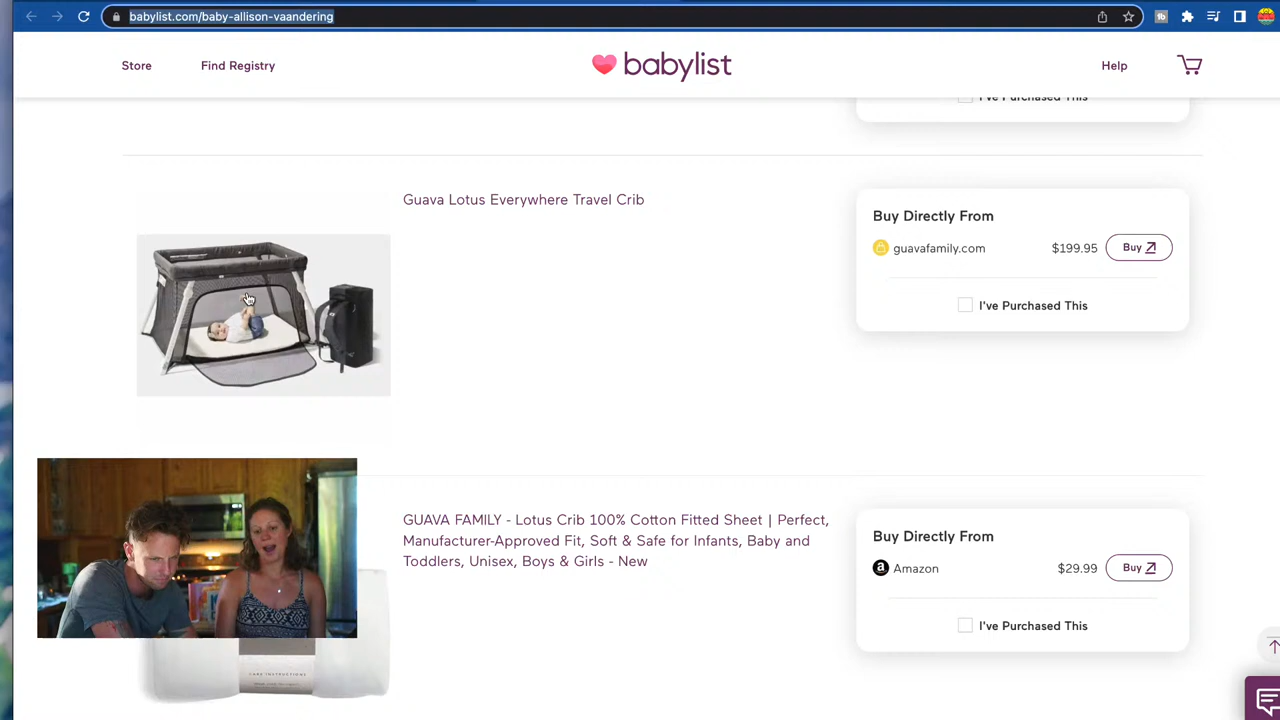 babylist.com/baby-allison-vaandering
Store
Find Registry
babylist
Help
I've Purchased This
Guava Lotus Everywhere Travel Crib
Buy Directly From
guavafamily.com
$199.95
Buy
I've Purchased This
GUAVA FAMILY - Lotus Crib 100% Cotton Fitted Sheet | Perfect,
Manufacturer-Approved Fit, Soft & Safe for Infants, Baby and
Toddlers, Unisex, Boys & Girls - New
Buy Directly From
a Amazon
$29.99
Buy
I've Purchased This
CARE INSTRUCTIONS